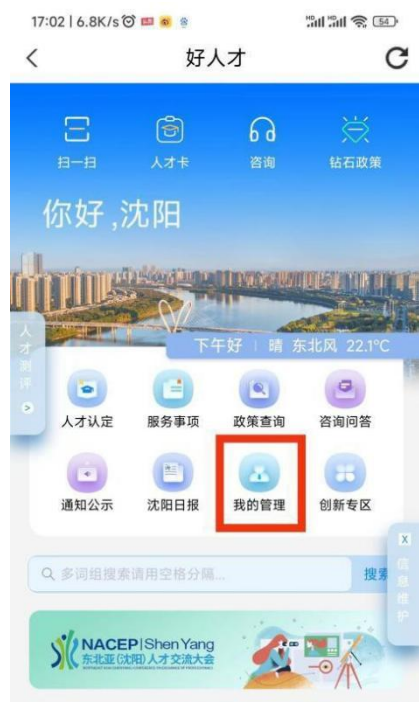 17:02 | 6.8K/s
54
好人才
扫一扫 人才卡 咨询 钻石政策
你好,沈阳
下午好 | 晴 东北风 22.1℃
人才测评
人才认定 服务事项 政策查询 咨询问答
通知公示 沈阳日报 我的管理 创新专区
X
信息维护
多词组搜索请用空格分隔... 搜索
NACEP|ShenYang
东北亚(沈阳)人才交流大会